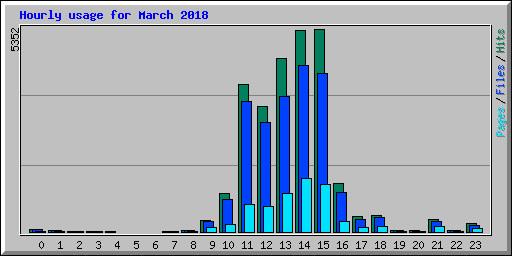 Hourly usage for March 2018
5352
Pages/Files/Hits
0 1 2 3 4 5 6 7 8 9 10 11 12 13 14 15 16 17 18 19 20 21 22 23